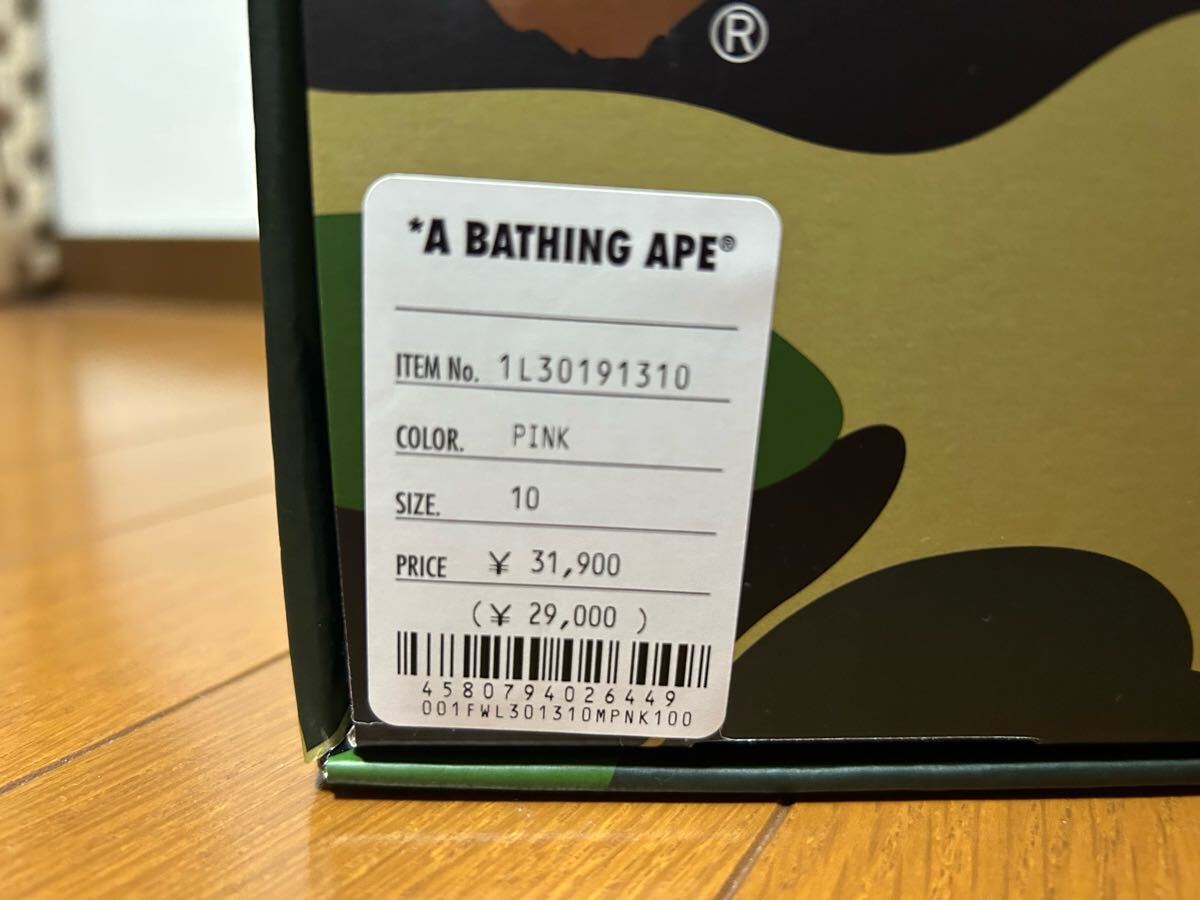 ®
*A BATHING APE®
ITEM No. 1L30191310
COLOR. PINK
SIZE. 10
PRICE ¥ 31,900
(¥ 29,000 )
4580794026449
001FWL301310MPNK100